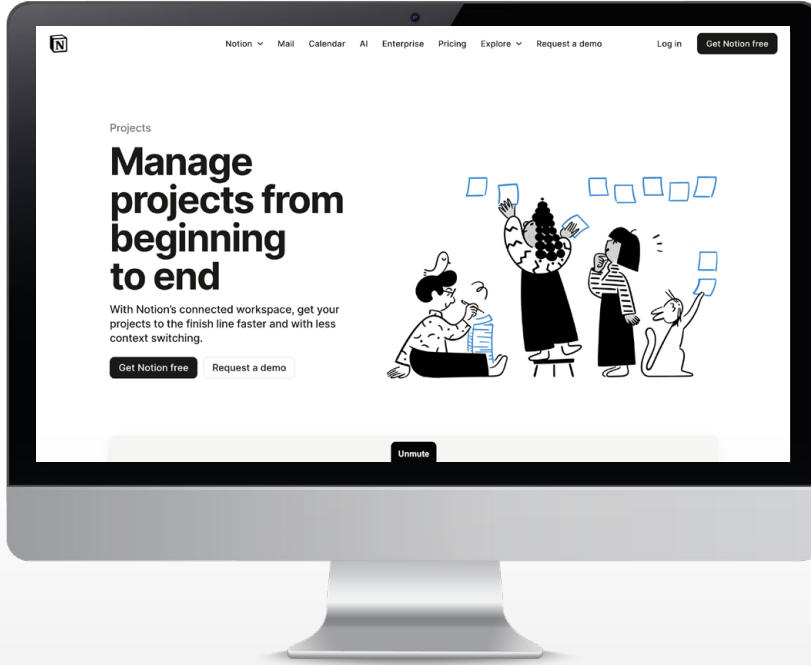 N
Notion Mail Calendar AI Enterprise Pricing Explore Request a demo Log in Get Notion free
Projects
Manage
projects from
beginning
to end
With Notion's connected workspace, get your
projects to the finish line faster and with less
context switching.
Get Notion free Request a demo
Unmute